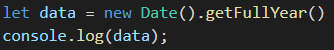 let data = new Date().getFullYear()
console.log(data);